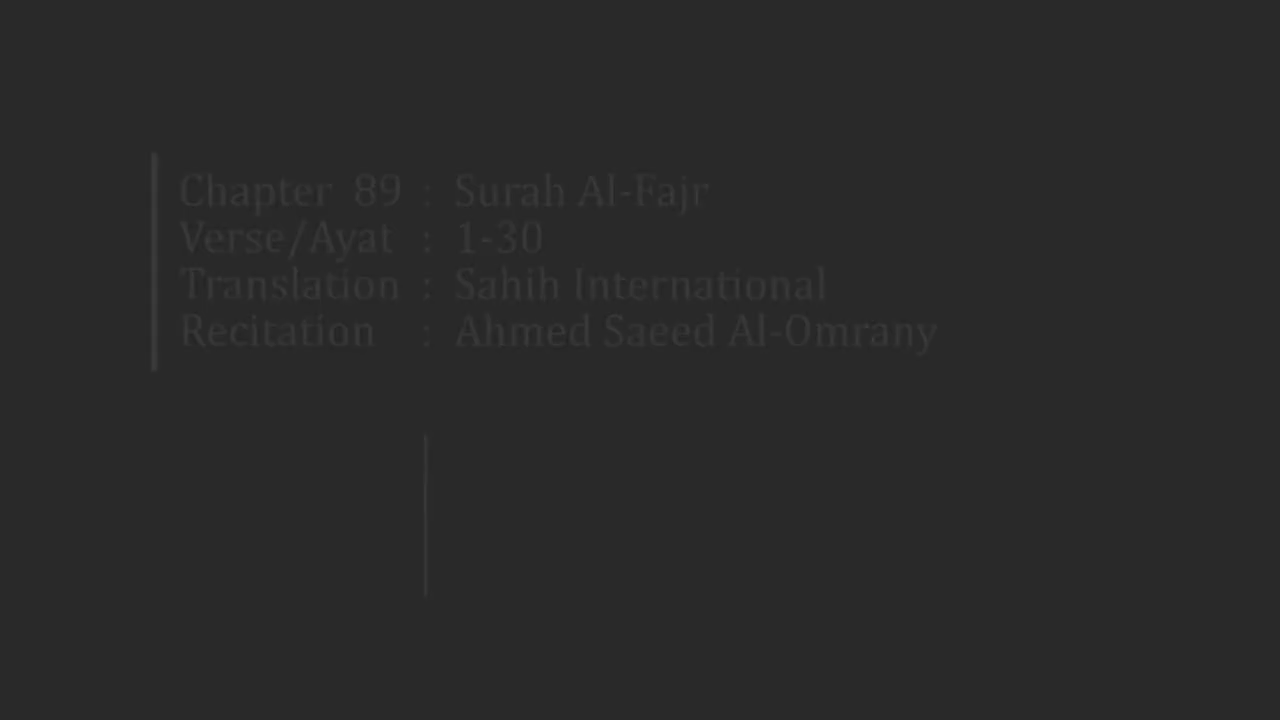 Chapter 89 : Surah Al-Fajr
Verse/Ayat : 1-30
Translation : Sahih International
Recitation : Ahmed Saeed Al-Omrany